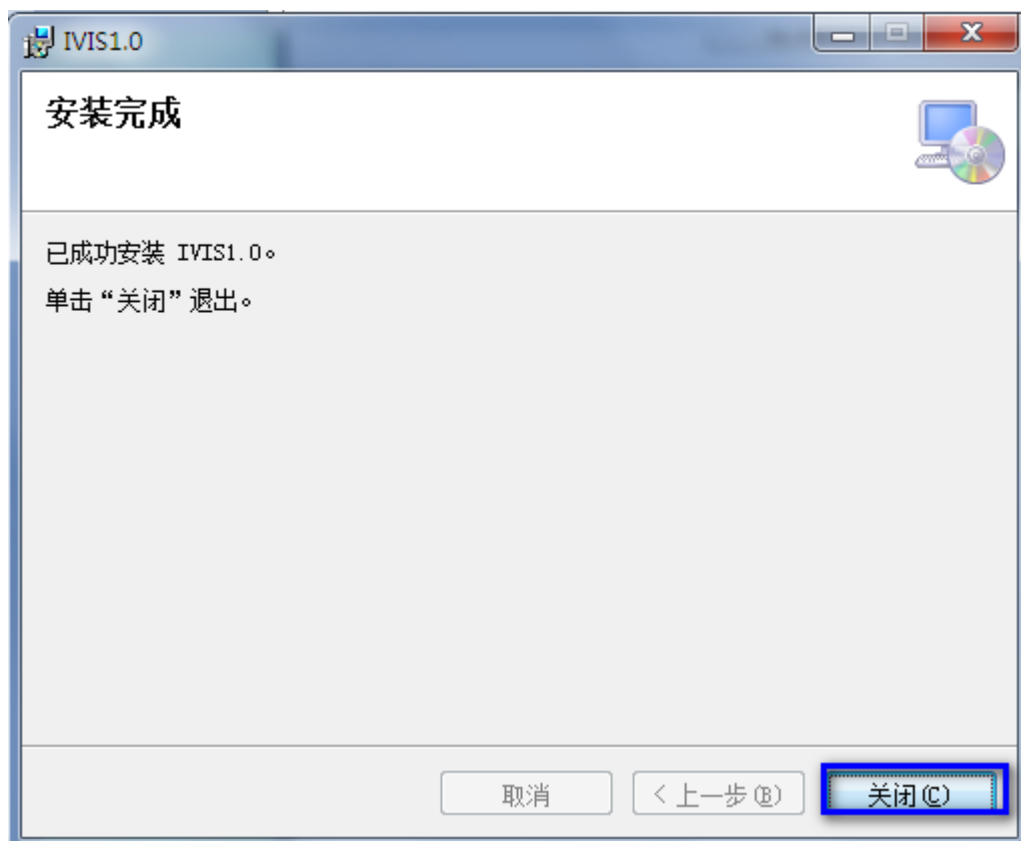 IVIS1.0
安装完成
已成功安装 IVIS1.0。
单击“关闭”退出。
取消
< 上一步(B)
关闭(C)